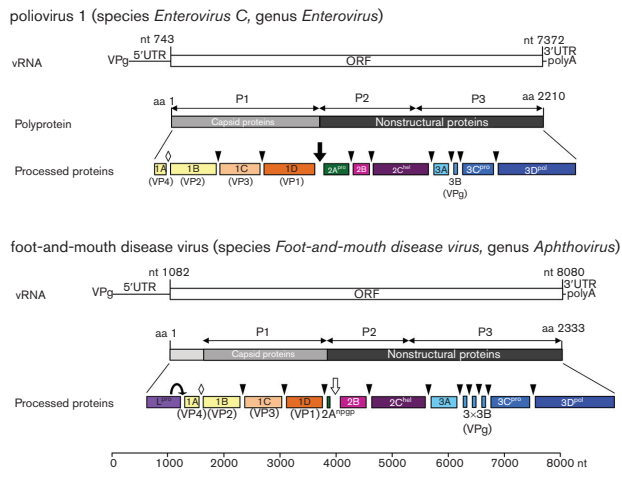 poliovirus 1 (species Enterovirus C, genus Enterovirus)
nt 743 nt 7372
vRNA VPg 5′UTR ORF 3′UTR polyA
aa 1 P1 P2 P3 aa 2210
Polyprotein Capsid proteins Nonstructural proteins
Processed proteins 1A 1B 1C 1D 2Apro 2B 2Chel 3A 3Cpro 3Dpol
(VP4) (VP2) (VP3) (VP1) 3B
(VPg)
foot-and-mouth disease virus (species Foot-and-mouth disease virus, genus Aphthovirus)
nt 1082 nt 8080
vRNA VPg 5′UTR ORF 3′UTR polyA
aa 1 P1 P2 P3 aa 2333
Capsid proteins Nonstructural proteins
Processed proteins Lpro 1A 1B 1C 1D 2B 2Chel 3A 3Cpro 3Dpol
(VP4) (VP2) (VP3) (VP1) 2Anpgp 3×3B
(VPg)
0 1000 2000 3000 4000 5000 6000 7000 8000 nt